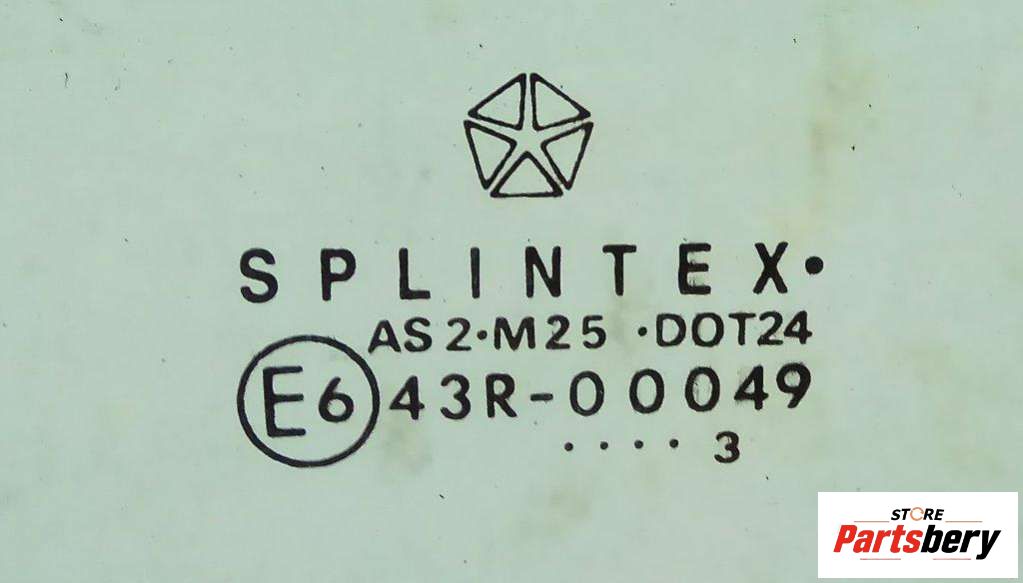 SPLINTEX•
AS2•M25 •DOT24
E6 43R-00049
• • • • 3
STORE
Partsbery